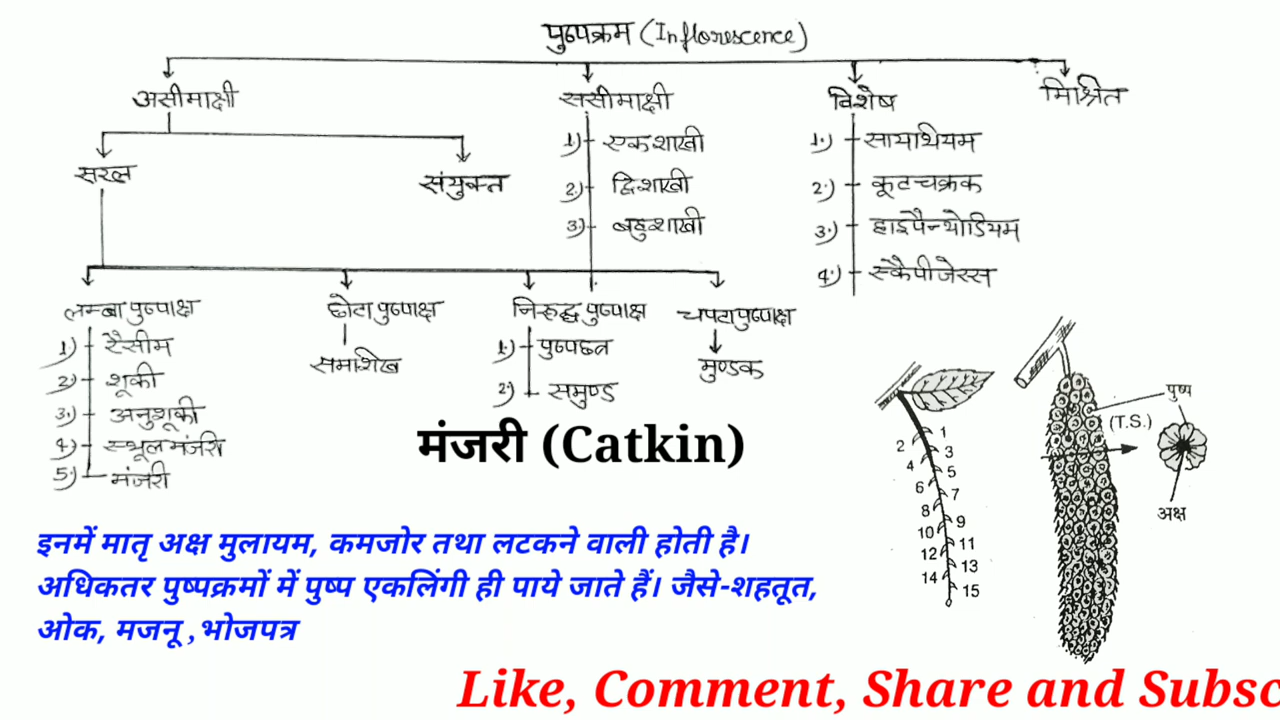 पुष्पक्रम (Inflorescence)
असीमाक्षी
ससीमाक्षी
विशेष
मिश्रित
सरल
संयुक्त
1) एकशाखी
2) द्विशाखी
3) बहुशाखी
1.) सायाथियम
2.) कूटचक्रक
3.) हाइपैन्थोडियम
4.) स्कैपीजेरस
लम्बा पुष्पाक्ष
1) रैसीम
2) शूकी
3) अनुशूकी
4) स्थूल मंजरी
5) मंजरी
छोटा पुष्पाक्ष
समशिख
निरुद्ध पुष्पाक्ष
1.) पुष्पछत्र
2) समुण्ड
चपटा पुष्पाक्ष
मुण्डक
मंजरी (Catkin)
इनमें मातृ अक्ष मुलायम, कमजोर तथा लटकने वाली होती है।
अधिकतर पुष्पक्रमों में पुष्प एकलिंगी ही पाये जाते हैं। जैसे-शहतूत,
ओक, मजनू ,भोजपत्र
1
2
3
4
5
6
7
8
9
10
11
12
13
14
15
पुष्प
(T.S.)
अक्ष
Like, Comment, Share and Subsc